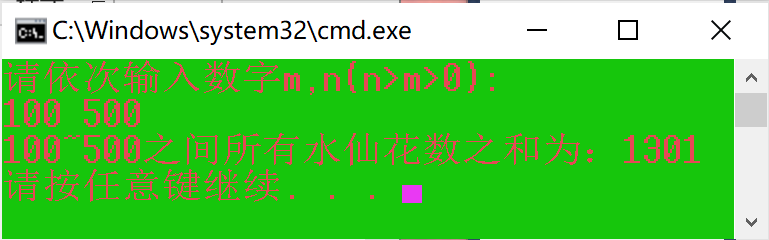 C:\Windows\system32\cmd.exe
请依次输入数字m,n(n>m>0):
100 500
100~500之间所有水仙花数之和为：1301
请按任意键继续. . .